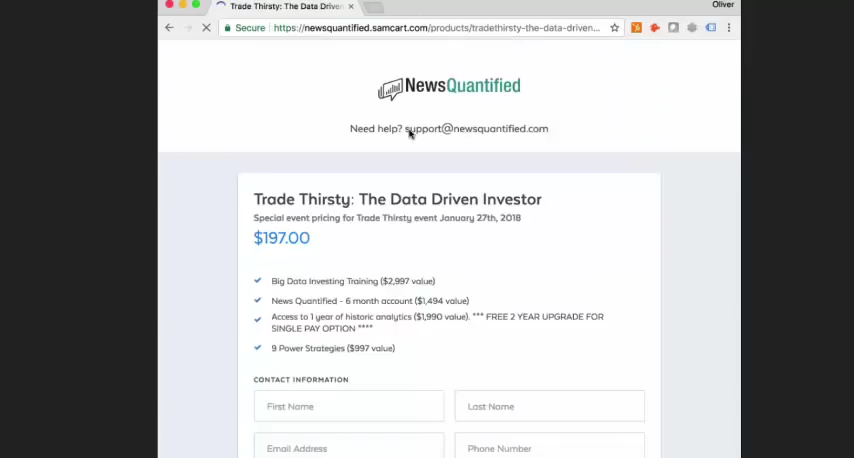 Oliver
Trade Thirsty: The Data Driven
Secure https://newsquantified.samcart.com/products/tradethirsty-the-data-driven...
NewsQuantified
Need help? support@newsquantified.com
Trade Thirsty: The Data Driven Investor
Special event pricing for Trade Thirsty event January 27th, 2018
$197.00
Big Data Investing Training ($2,997 value)
News Quantified - 6 month account ($1,494 value)
Access to 1 year of historic analytics ($1,990 value). *** FREE 2 YEAR UPGRADE FOR
SINGLE PAY OPTION ****
9 Power Strategies ($997 value)
CONTACT INFORMATION
First Name Last Name
Email Address Phone Number